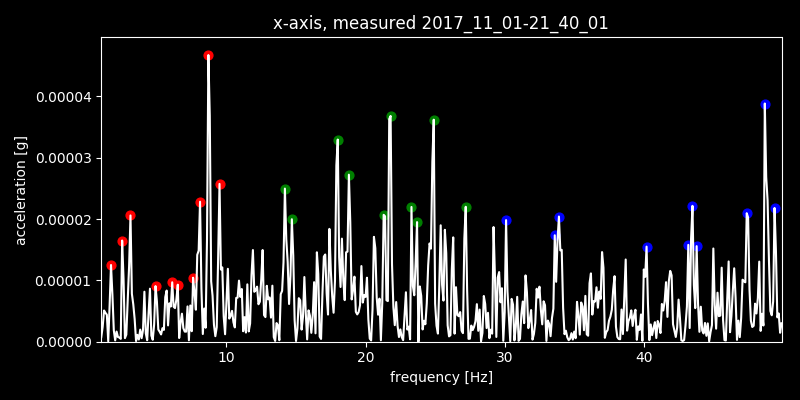 x-axis, measured 2017_11_01-21_40_01
0.00004
0.00003
0.00002
0.00001
0.00000
acceleration [g]
10 20 30 40
frequency [Hz]